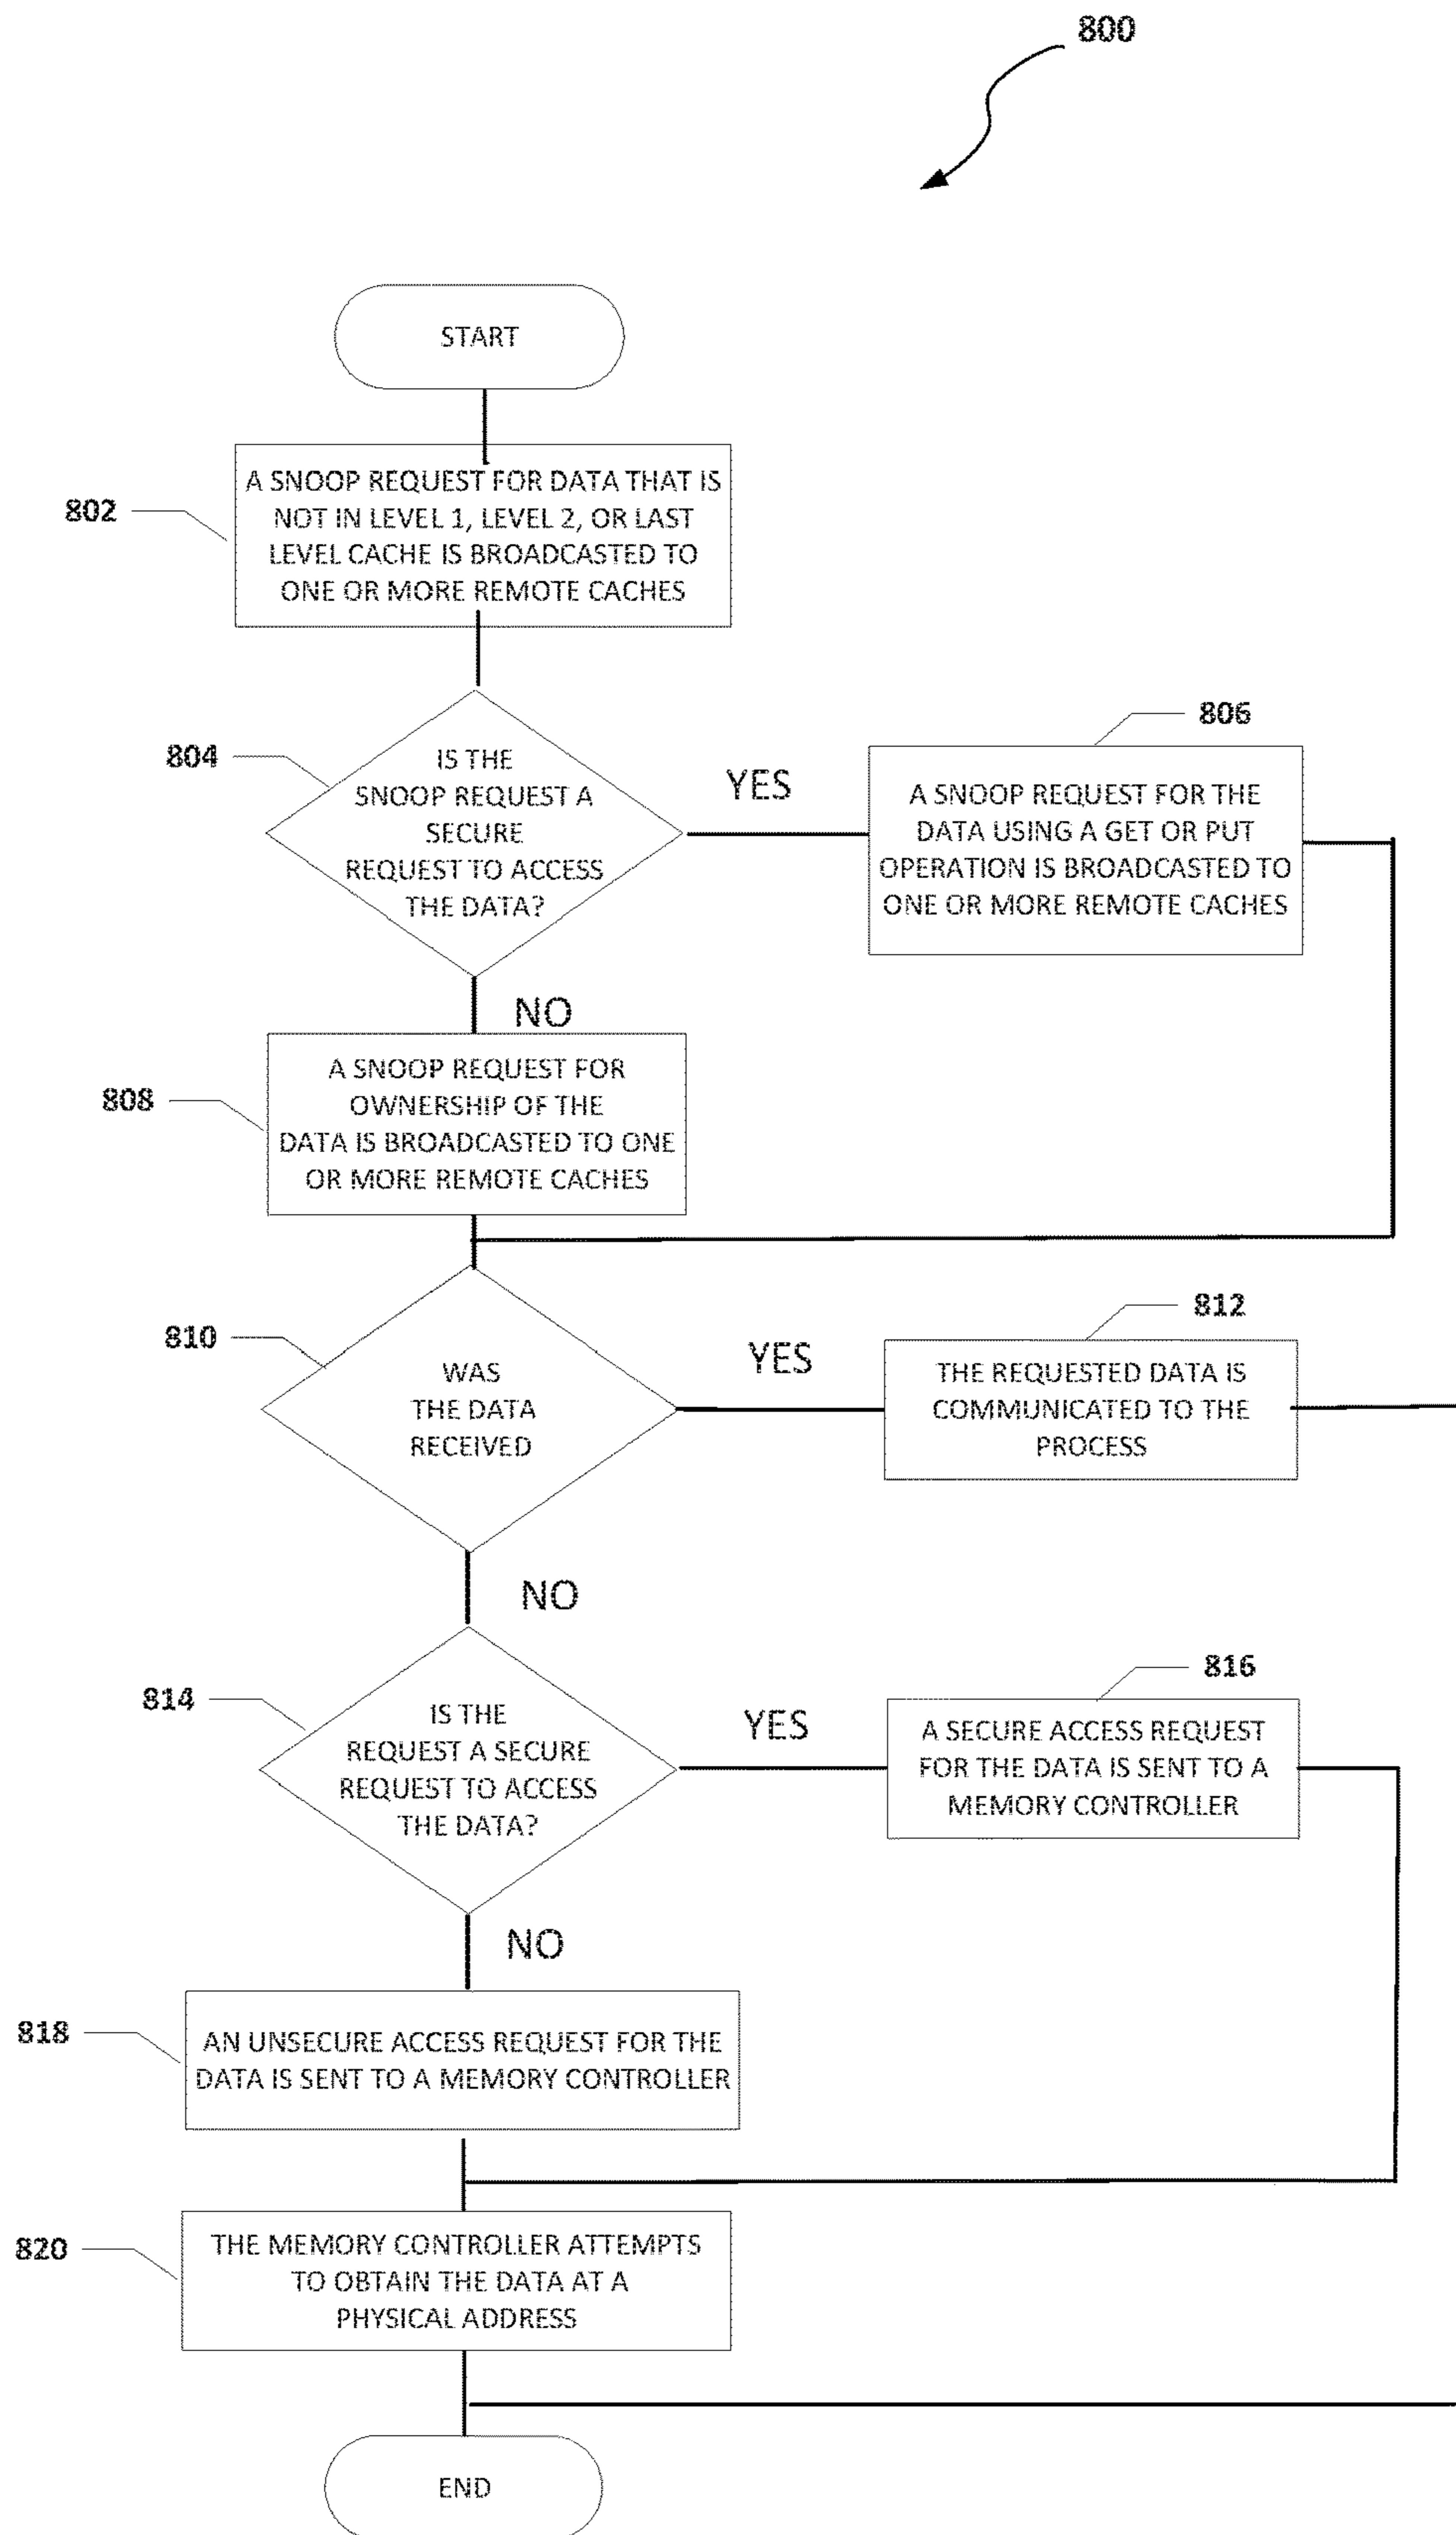 800
START
802
A SNOOP REQUEST FOR DATA THAT IS
NOT IN LEVEL 1, LEVEL 2, OR LAST
LEVEL CACHE IS BROADCASTED TO
ONE OR MORE REMOTE CACHES
804
IS THE
SNOOP REQUEST A
SECURE
REQUEST TO ACCESS
THE DATA?
YES
806
A SNOOP REQUEST FOR THE
DATA USING A GET OR PUT
OPERATION IS BROADCASTED TO
ONE OR MORE REMOTE CACHES
NO
808
A SNOOP REQUEST FOR
OWNERSHIP OF THE
DATA IS BROADCASTED TO ONE
OR MORE REMOTE CACHES
810
WAS
THE DATA
RECEIVED
YES
812
THE REQUESTED DATA IS
COMMUNICATED TO THE
PROCESS
NO
814
IS THE
REQUEST A SECURE
REQUEST TO ACCESS
THE DATA?
YES
816
A SECURE ACCESS REQUEST
FOR THE DATA IS SENT TO A
MEMORY CONTROLLER
NO
818
AN UNSECURE ACCESS REQUEST FOR THE
DATA IS SENT TO A MEMORY CONTROLLER
820
THE MEMORY CONTROLLER ATTEMPTS
TO OBTAIN THE DATA AT A
PHYSICAL ADDRESS
END